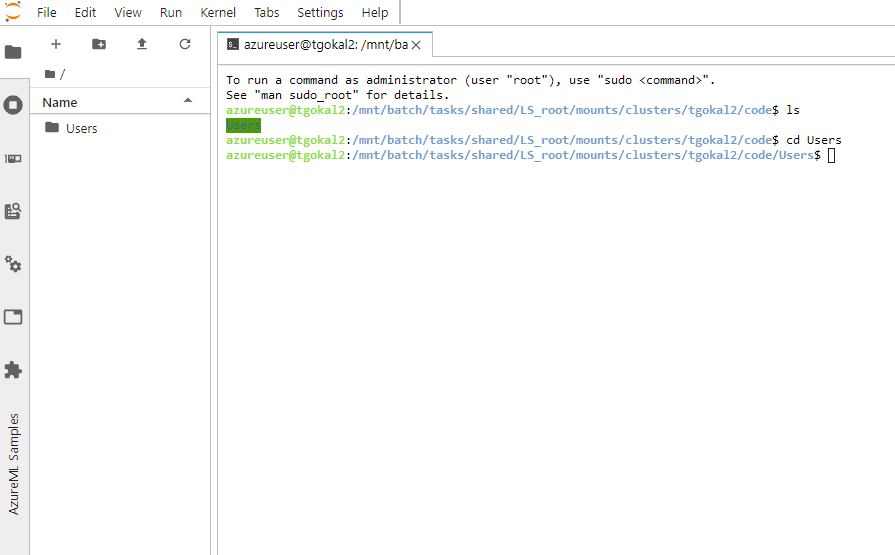 File Edit View Run Kernel Tabs Settings Help
azureuser@tgokal2: /mnt/ba
/
Name
Users
AzureML Samples
To run a command as administrator (user "root"), use "sudo <command>".
See "man sudo_root" for details.
azureuser@tgokal2:/mnt/batch/tasks/shared/LS_root/mounts/clusters/tgokal2/code$ ls
Users
azureuser@tgokal2:/mnt/batch/tasks/shared/LS_root/mounts/clusters/tgokal2/code$ cd Users
azureuser@tgokal2:/mnt/batch/tasks/shared/LS_root/mounts/clusters/tgokal2/code/Users$